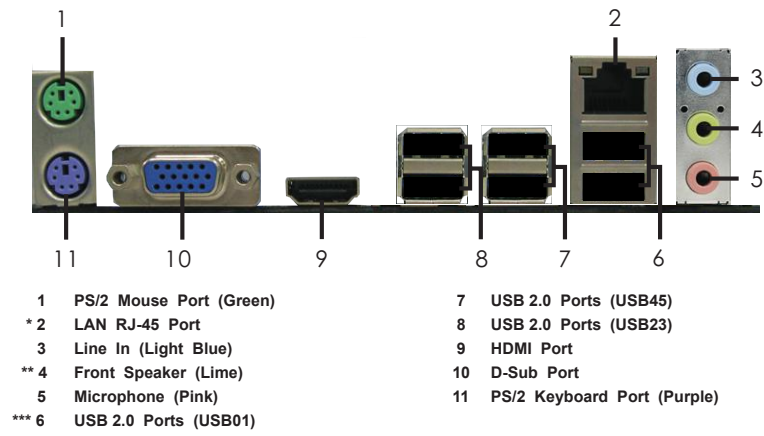 1
2
3
4
5
11
10
9
8
7
6
1 PS/2 Mouse Port (Green)
* 2 LAN RJ-45 Port
3 Line In (Light Blue)
** 4 Front Speaker (Lime)
5 Microphone (Pink)
*** 6 USB 2.0 Ports (USB01)
7 USB 2.0 Ports (USB45)
8 USB 2.0 Ports (USB23)
9 HDMI Port
10 D-Sub Port
11 PS/2 Keyboard Port (Purple)